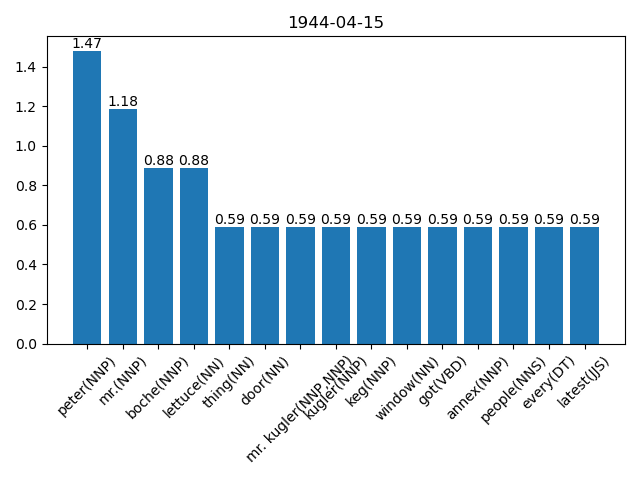 1944-04-15
1.47
1.18
0.88 0.88
0.59 0.59 0.59 0.59 0.59 0.59 0.59 0.59 0.59 0.59 0.59
1.4
1.2
1.0
0.8
0.6
0.4
0.2
0.0
peter(NNP)
mr.(NNP)
boche(NNP)
lettuce(NN)
thing(NN)
door(NN)
mr. kugler(NNP NNP)
kugler(NNP)
keg(NNP)
window(NN)
got(VBD)
annex(NNP)
people(NNS)
every(DT)
latest(JJS)